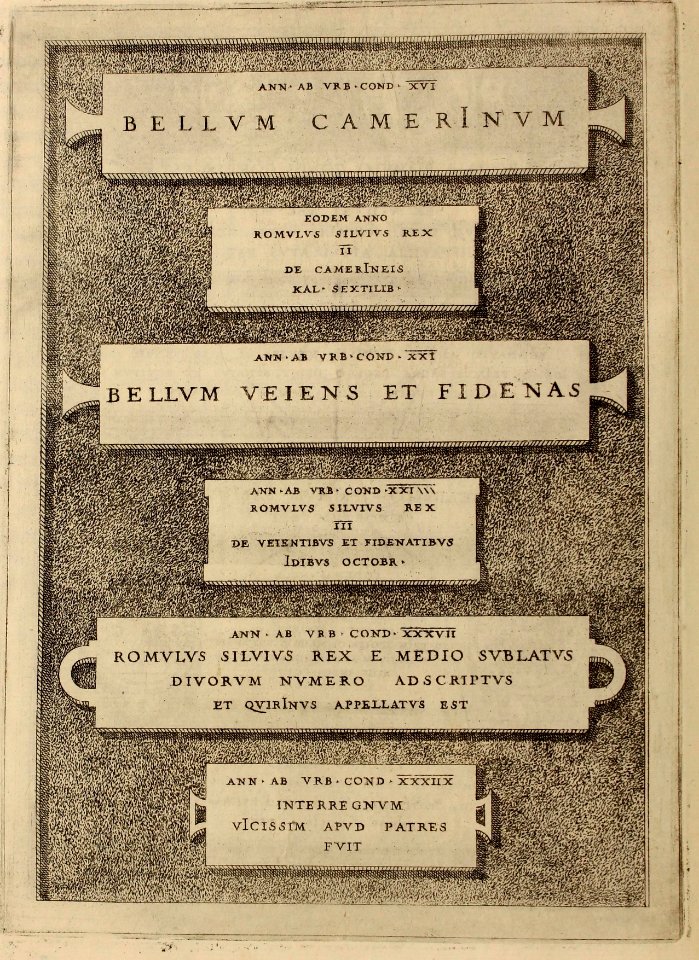 ANN · AB VRB · COND · XVI
BELLVM CAMERINVM
EODEM ANNO
ROMVLVS SILVIVS REX
II
DE CAMERINEIS
KAL · SEXTILIB ·
ANN · AB VRB · COND · XXI
BELLVM VEIENS ET FIDENAS
ANN · AB VRB · COND · XXI\\\
ROMVLVS SILVIVS REX
III
DE VEIENTIBVS ET FIDENATIBVS
IDIBVS OCTOBR ·
ANN · AB VRB · COND · XXXVII
ROMVLVS SILVIVS REX E MEDIO SVBLATVS
DIVORVM NVMERO ADSCRIPTVS
ET QVIRINVS APPELLATVS EST
ANN · AB VRB · COND · XXXIIX
INTERREGNVM
VICISSIM APVD PATRES
FVIT